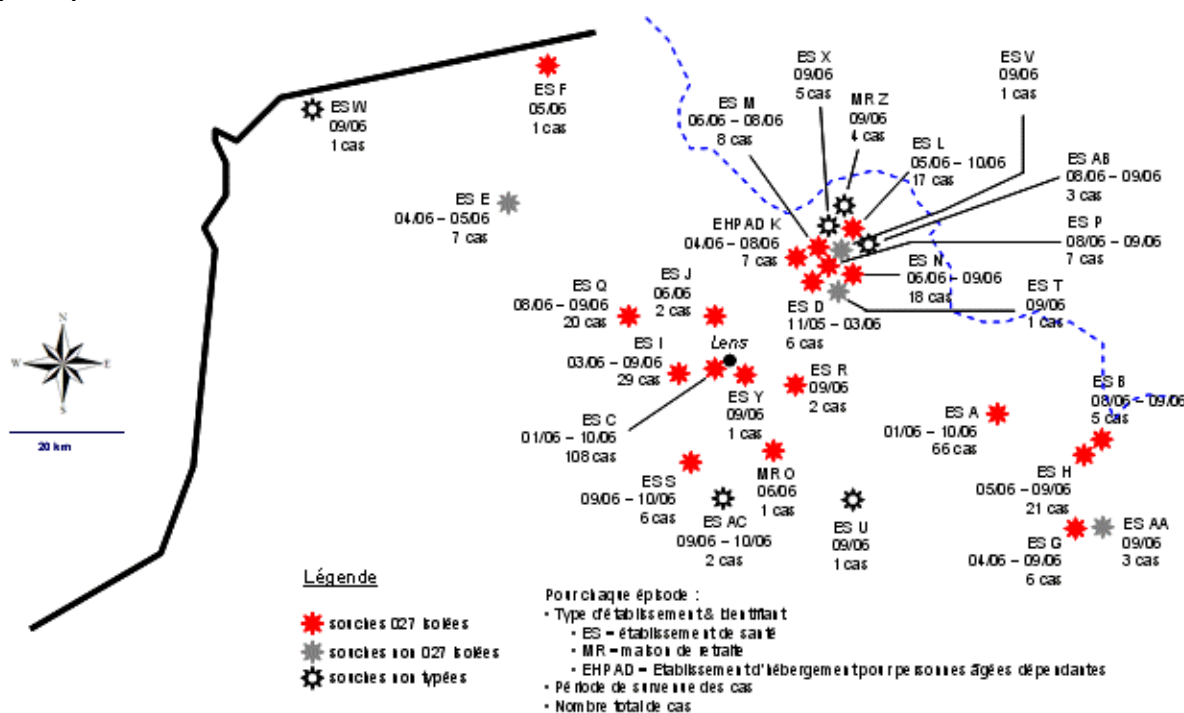 ES F
05/06
1 cas
ES W
09/06
1 cas
ES E
04/06 – 05/06
7 cas
ES X
09/06
5 cas
ES V
09/06
1 cas
MR Z
09/06
4 cas
ES M
06/06 – 08/06
8 cas
ES L
05/06 – 10/06
17 cas
ES AB
08/06 – 09/06
3 cas
EHPAD K
04/06 – 08/06
7 cas
ES P
08/06 – 09/06
7 cas
ES N
06/06 – 09/06
18 cas
ES T
09/06
1 cas
ES D
11/05 – 03/06
6 cas
ES Q
08/06 – 09/06
20 cas
ES J
06/06
2 cas
Lens
ES I
03/06 – 09/06
29 cas
ES R
09/06
2 cas
ES Y
09/06
1 cas
ES C
01/06 – 10/06
108 cas
ES B
08/06 – 09/06
5 cas
ES A
01/06 – 10/06
66 cas
ES H
05/06 – 09/06
21 cas
MR O
06/06
1 cas
ES S
09/06 – 10/06
6 cas
ES AC
09/06 – 10/06
2 cas
ES U
09/06
1 cas
ES G
04/06 – 09/06
6 cas
ES AA
09/06
3 cas
N
W
E
S
20 km
Légende
souches 027 isolées
souches non 027 isolées
souches non typées
Pour chaque épisode :
• Type d'établissement & identifiant
• ES = établissement de santé
• MR = maison de retraite
• EHPAD = Etablissement d'hébergement pour personnes âgées dépendantes
• Période de survenue des cas
• Nombre total de cas